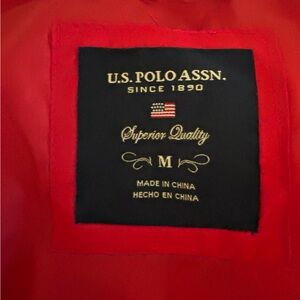 U.S. POLO ASSN.
SINCE 1890
Superior Quality
M
MADE IN CHINA
HECHO EN CHINA